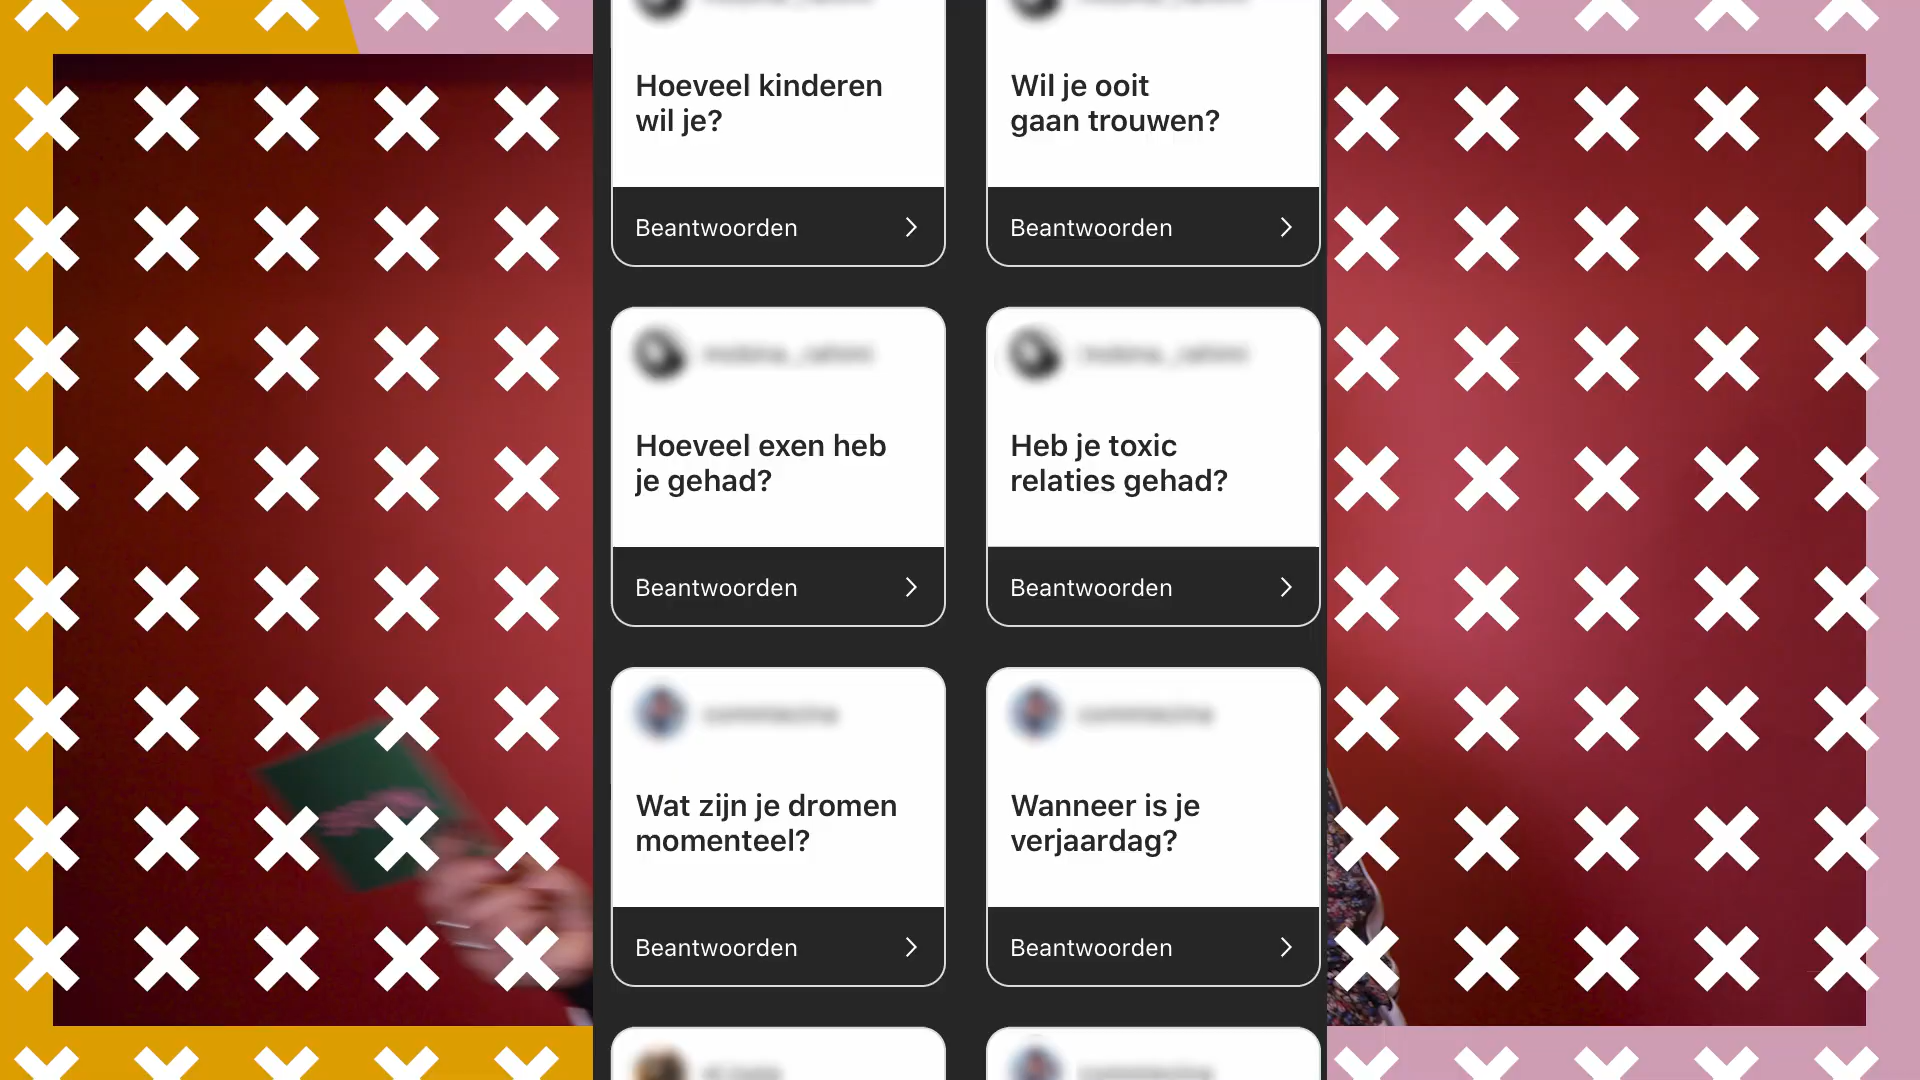 Hoeveel kinderen
wil je?
Beantwoorden
Wil je ooit
gaan trouwen?
Beantwoorden
Hoeveel exen heb
je gehad?
Beantwoorden
Heb je toxic
relaties gehad?
Beantwoorden
Wat zijn je dromen
momenteel?
Beantwoorden
Wanneer is je
verjaardag?
Beantwoorden